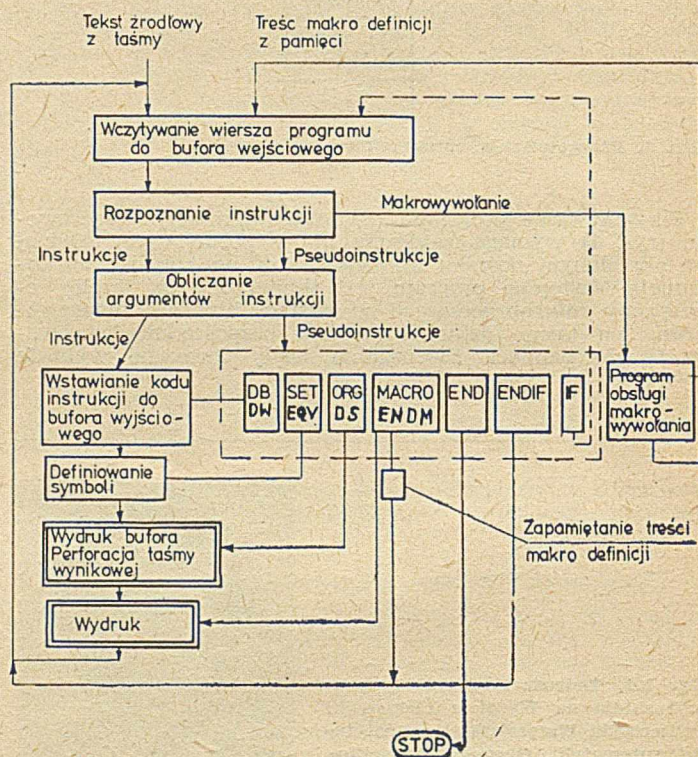 Tekst żrodłowy
z taśmy
Treść makro definicji
z pamięci
Wczytywanie wiersza programu
do bufora wejściowego
Rozpoznanie instrukcji
Makrowywołanie
Instrukcje
Pseudoinstrukcje
Obliczanie
argumentów instrukcji
Instrukcje
Pseudoinstrukcje
Wstawianie kodu
instrukcji do
bufora wyjścio-
wego
DB
DW
SET
EQV
ORG
DS
MACRO
ENDM
END
ENDIF
IF
Program
obsługi
makro-
wywołania
Definiowanie
symboli
Wydruk bufora
Perforacja taśmy
wynikowej
Zapamiętanie treści
makro definicji
Wydruk
STOP